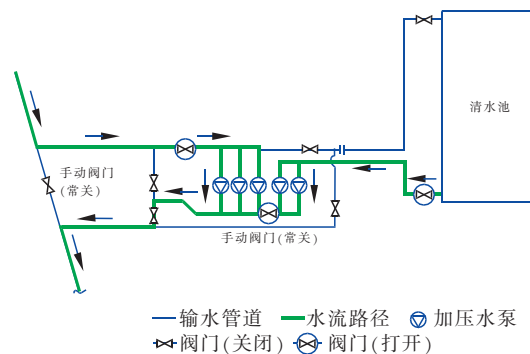 清水池
手动阀门
(常关)
手动阀门(常关)
输水管道 水流路径 加压水泵
阀门(关闭) 阀门(打开)